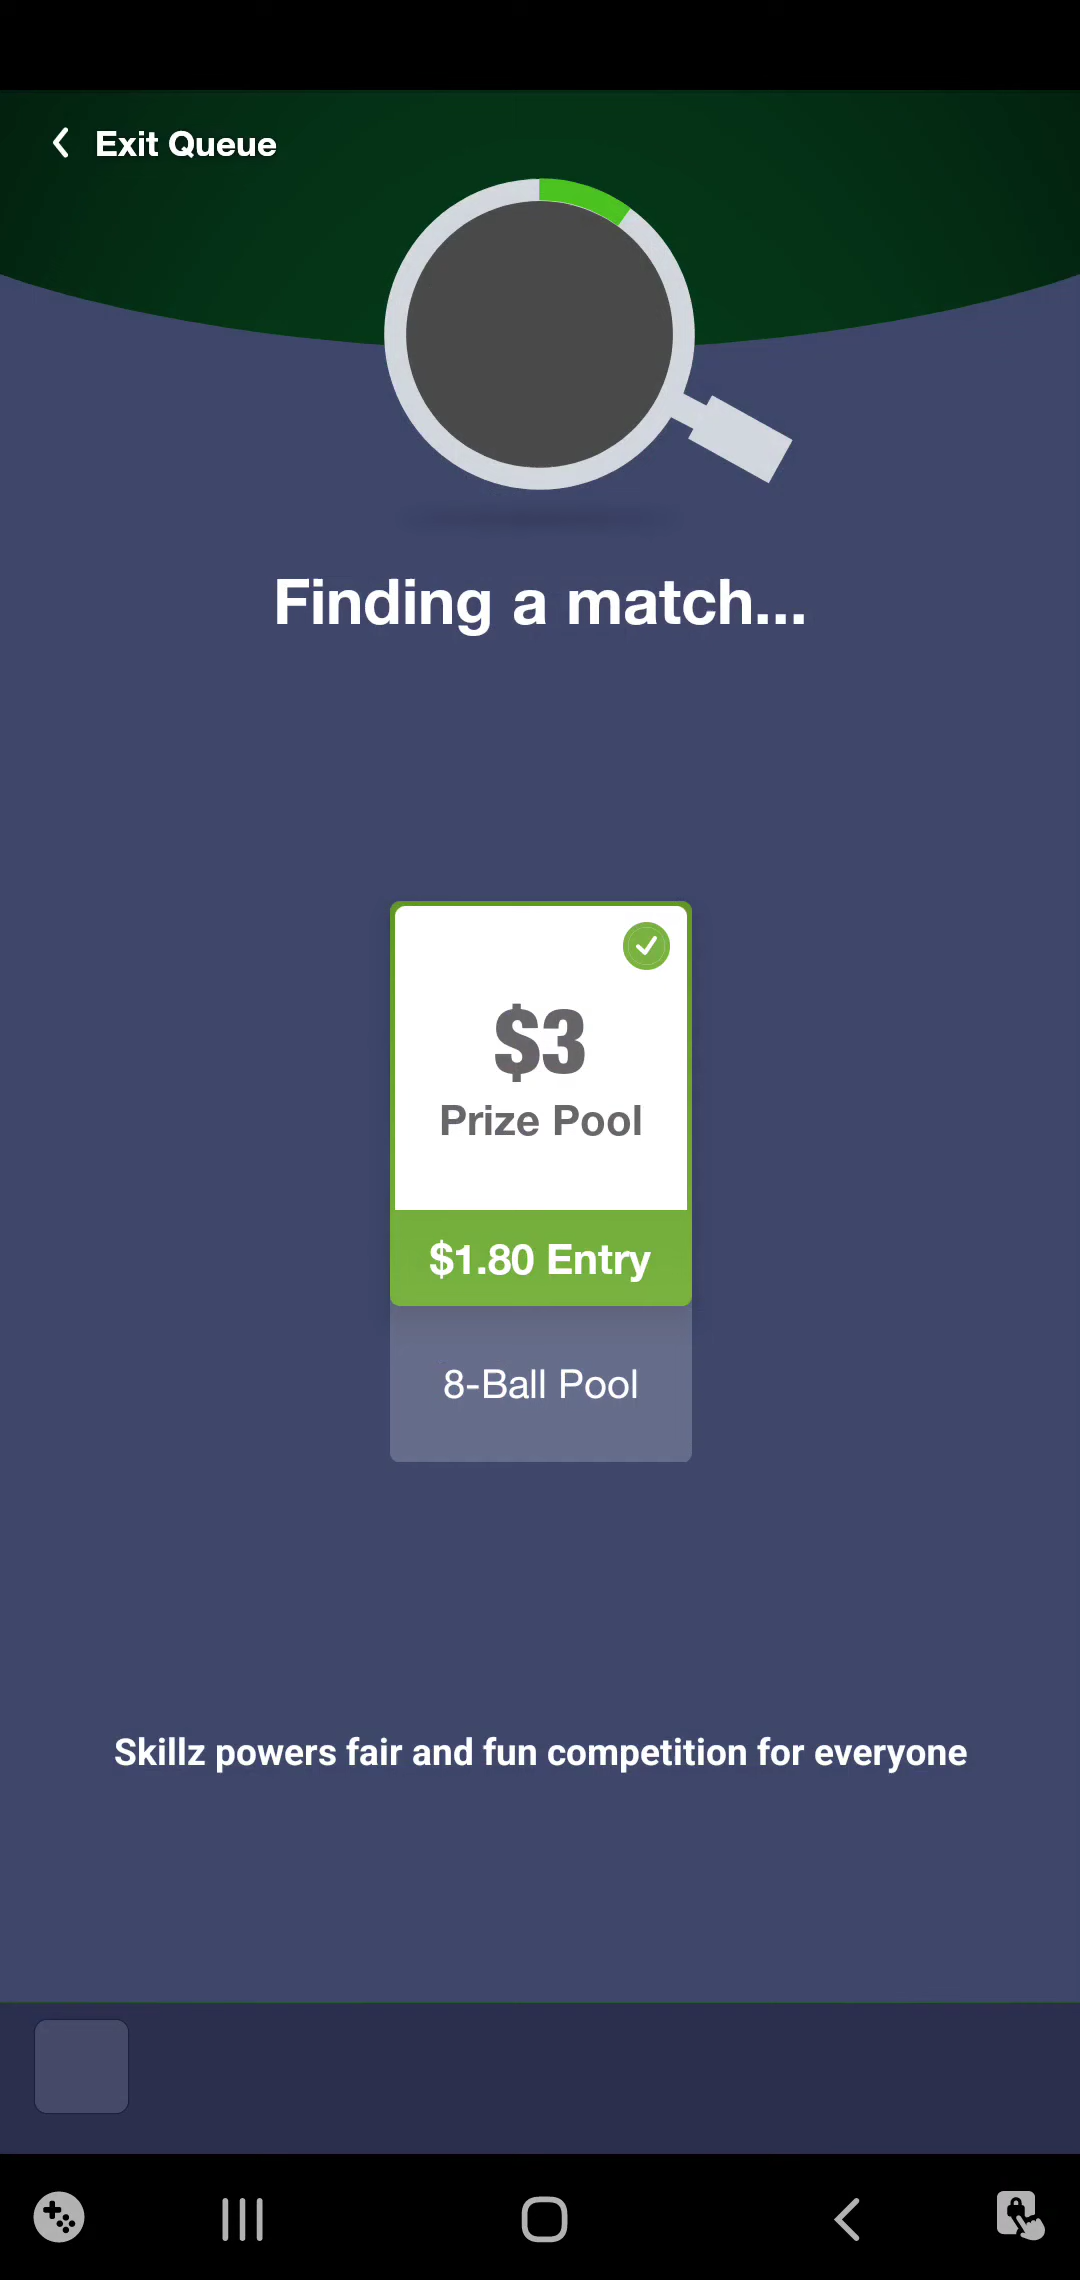 Exit Queue
Finding a match...
$3
Prize Pool
$1.80 Entry
8-Ball Pool
Skillz powers fair and fun competition for everyone